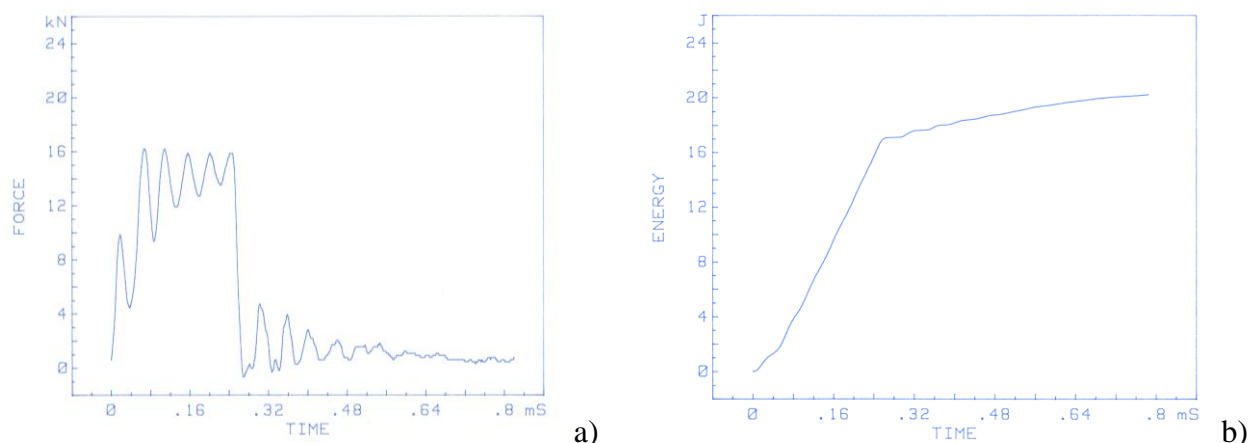 kN
24
20
16
12
8
4
0
FORCE
0 .16 .32 .48 .64 .8 mS
TIME
a)
J
24
20
16
12
8
4
0
ENERGY
0 .16 .32 .48 .64 .8 mS
TIME
b)